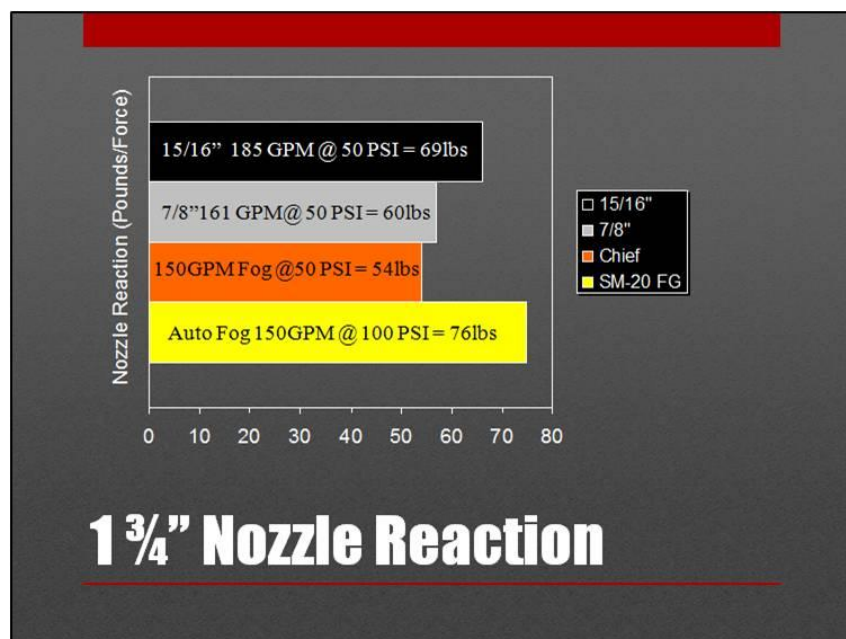 Nozzle Reaction (Pounds/Force)
15/16” 185 GPM @ 50 PSI = 69lbs
7/8”161 GPM@ 50 PSI = 60lbs
150GPM Fog @50 PSI = 54lbs
Auto Fog 150GPM @ 100 PSI = 76lbs
0 10 20 30 40 50 60 70 80
15/16"
7/8"
Chief
SM-20 FG
1 ¾” Nozzle Reaction